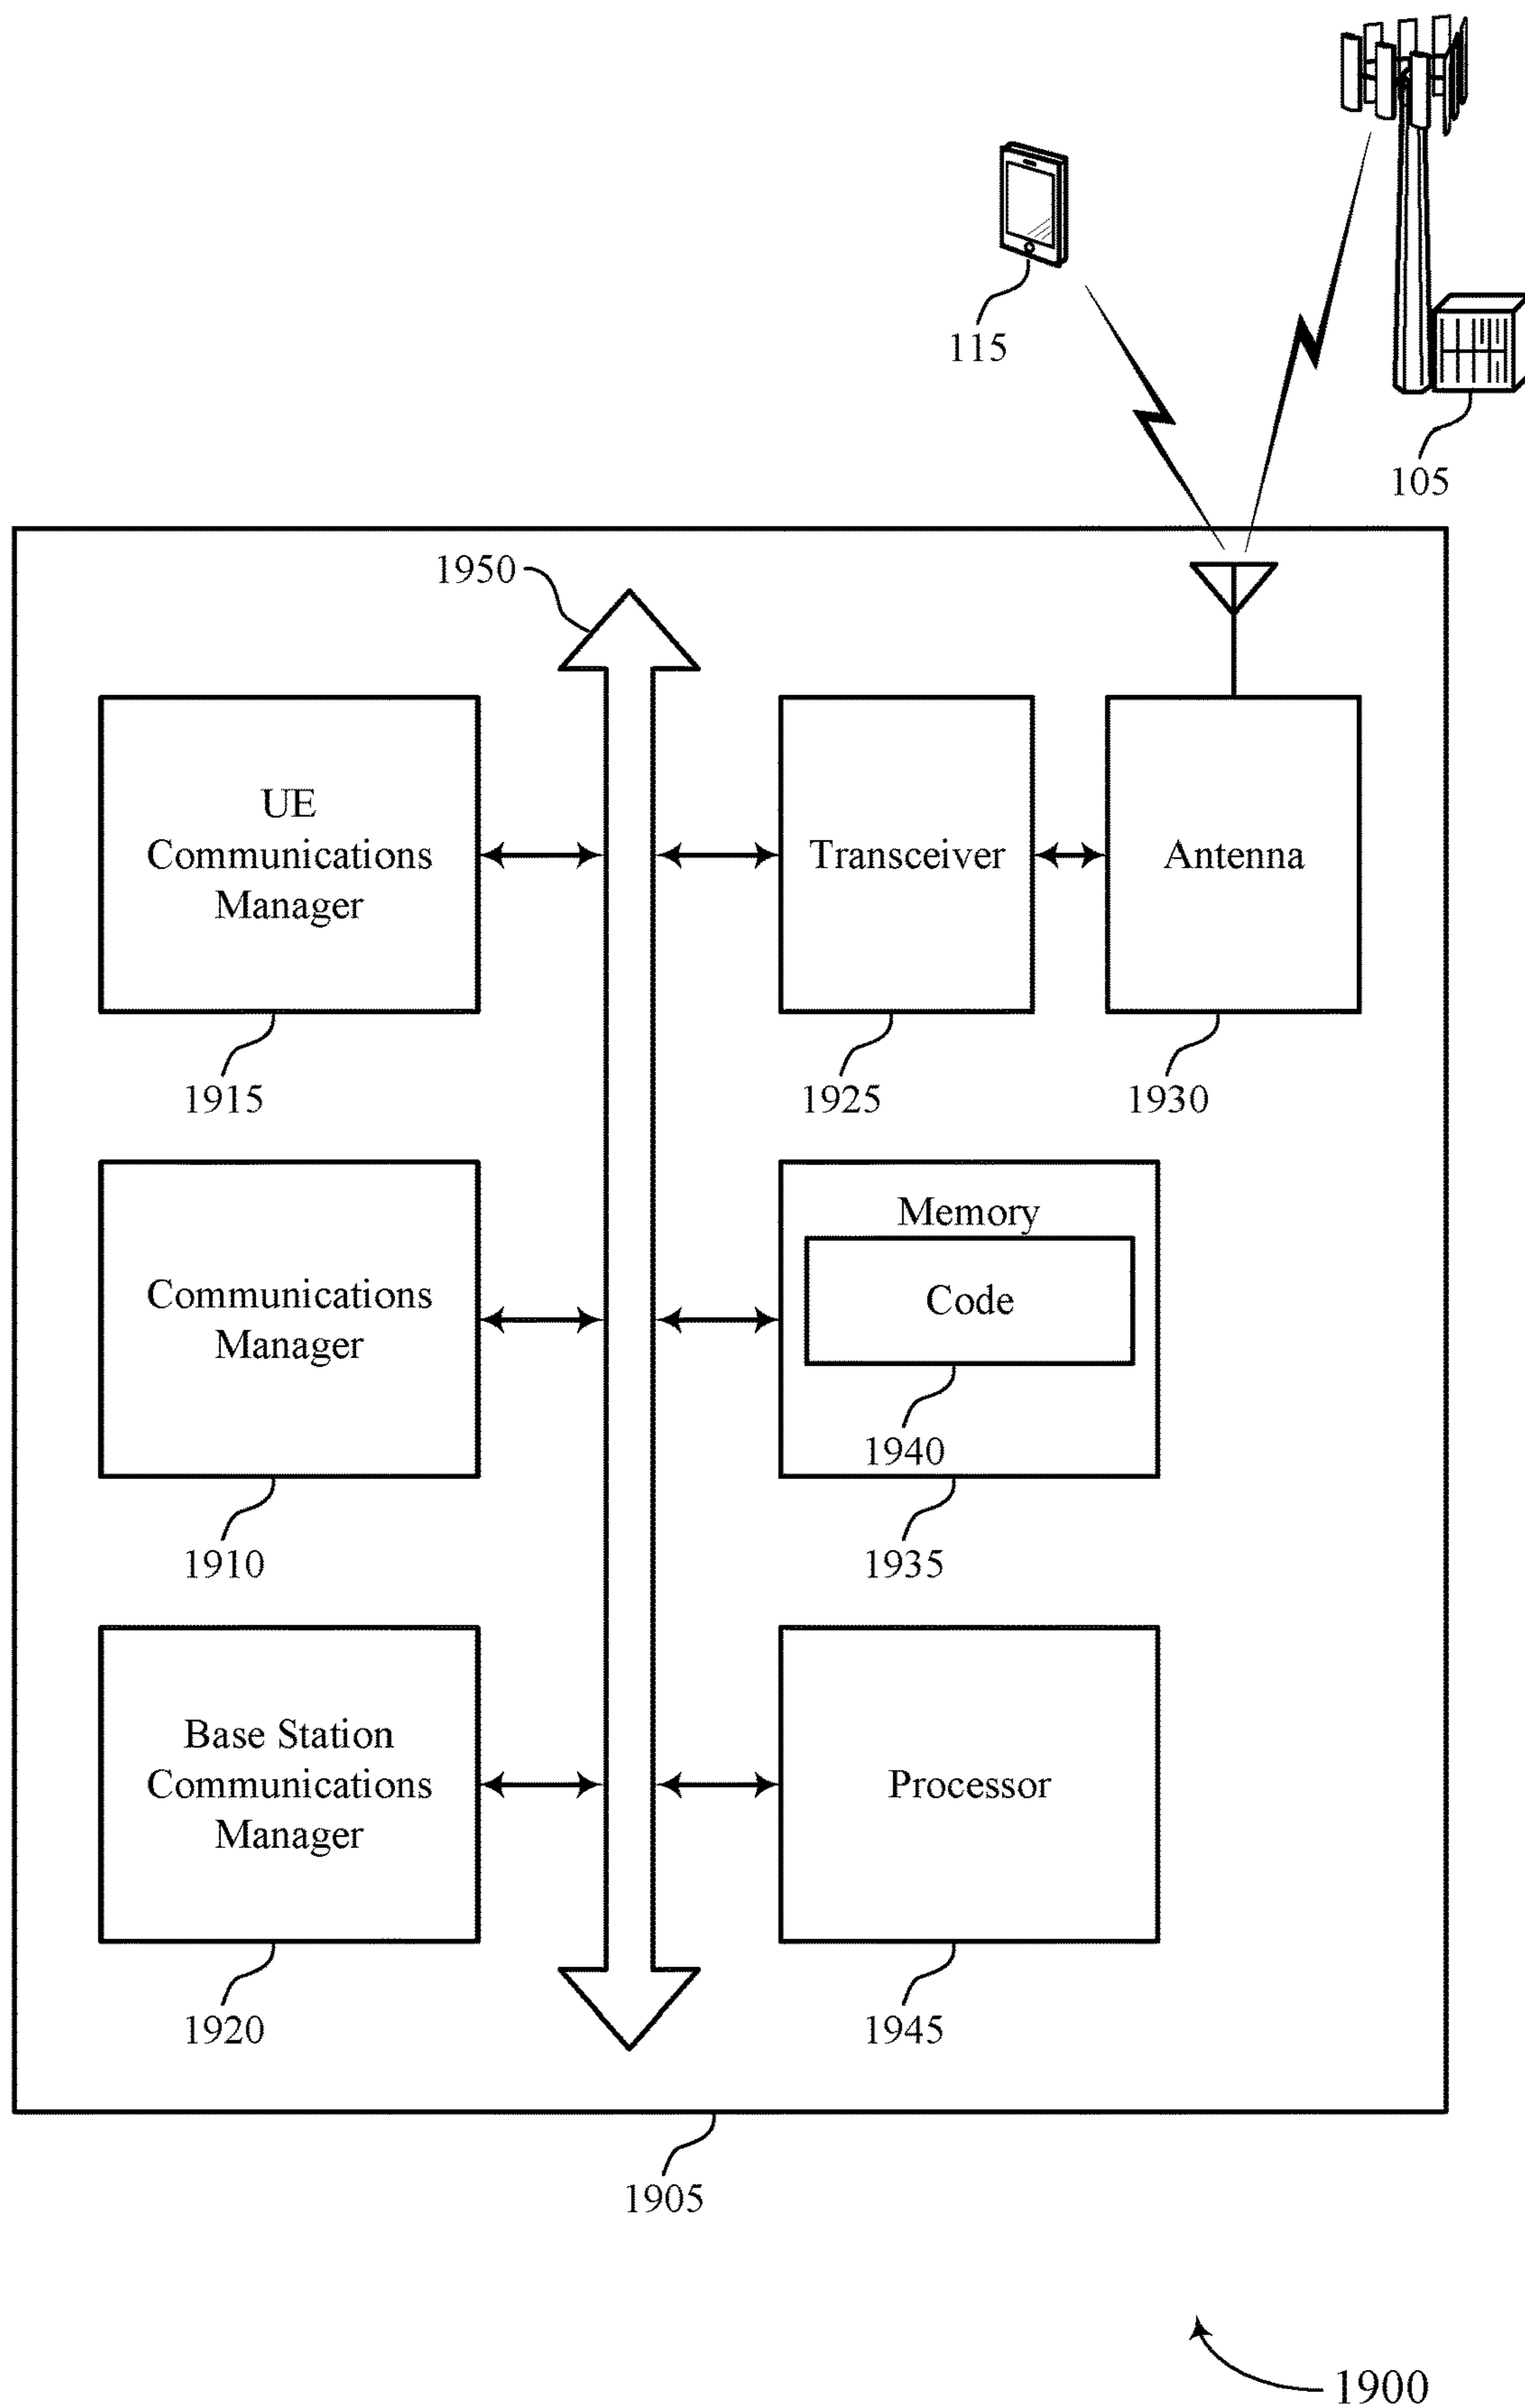 115
105
1950
UE
Communications
Manager
Transceiver
Antenna
1915
1925
1930
Communications
Manager
Memory
Code
1940
1910
1935
Base Station
Communications
Manager
Processor
1920
1945
1905
1900